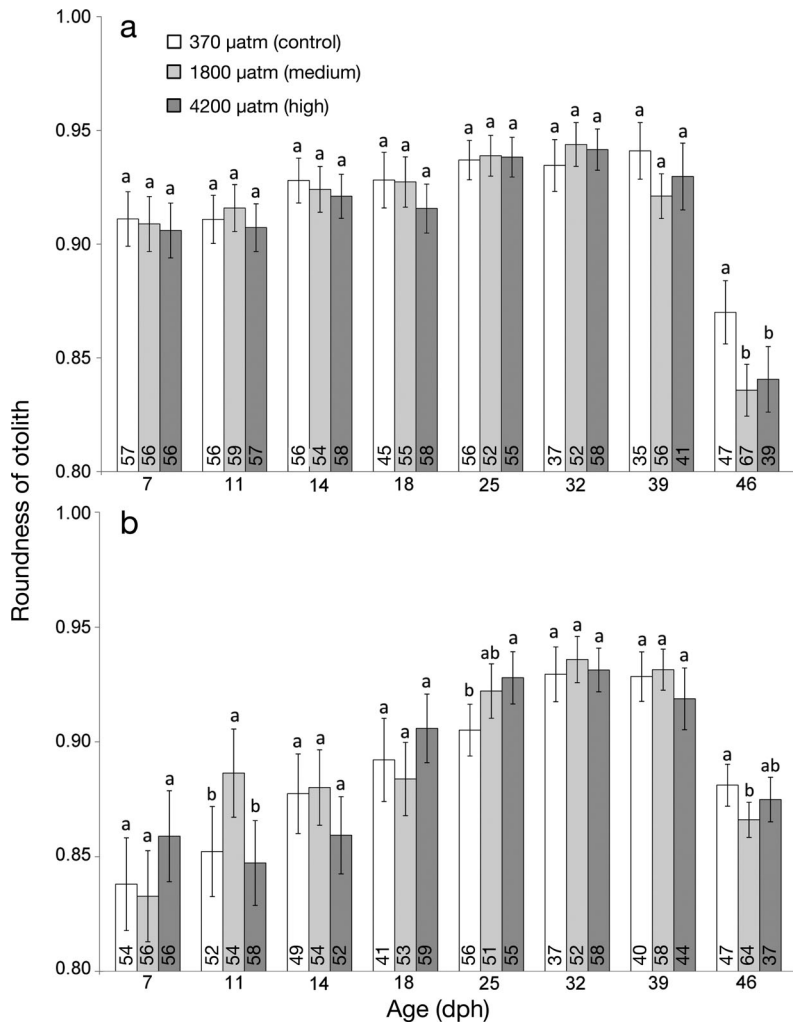 1.00
a
370 µatm (control)
1800 µatm (medium)
4200 µatm (high)
0.95
a a a a a a a a a a a a a a a a a a a a a
0.90
a
0.85
b b
57 56 56 56 59 57 56 54 58 45 55 58 56 52 55 37 52 58 35 56 41 47 67 39
0.80
7 11 14 18 25 32 39 46
Roundness of otolith
1.00
b
0.95
a a a a a a
a ab b
a a a
a a a
b a b
a a a
0.90
a b ab
0.85
54 56 56 52 54 58 49 54 52 41 53 59 56 51 55 37 52 58 40 58 44 47 64 37
0.80
7 11 14 18 25 32 39 46
Age (dph)